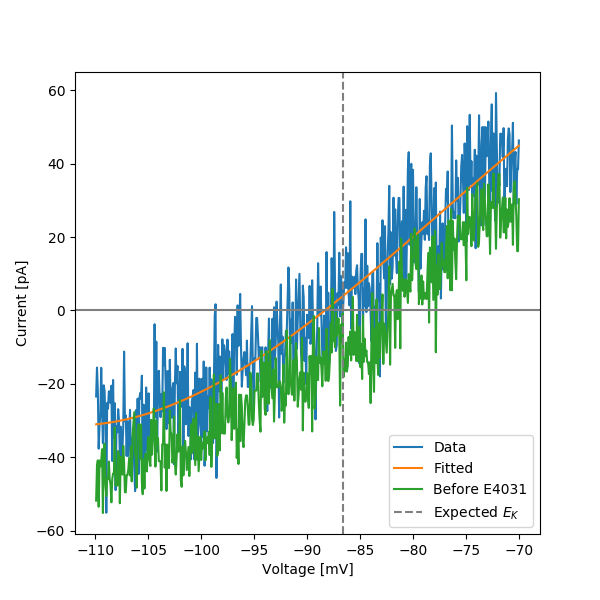 60
40
20
0
−20
−40
−60
Current [pA]
−110 −105 −100 −95 −90 −85 −80 −75 −70
Voltage [mV]
Data
Fitted
Before E4031
Expected E_K